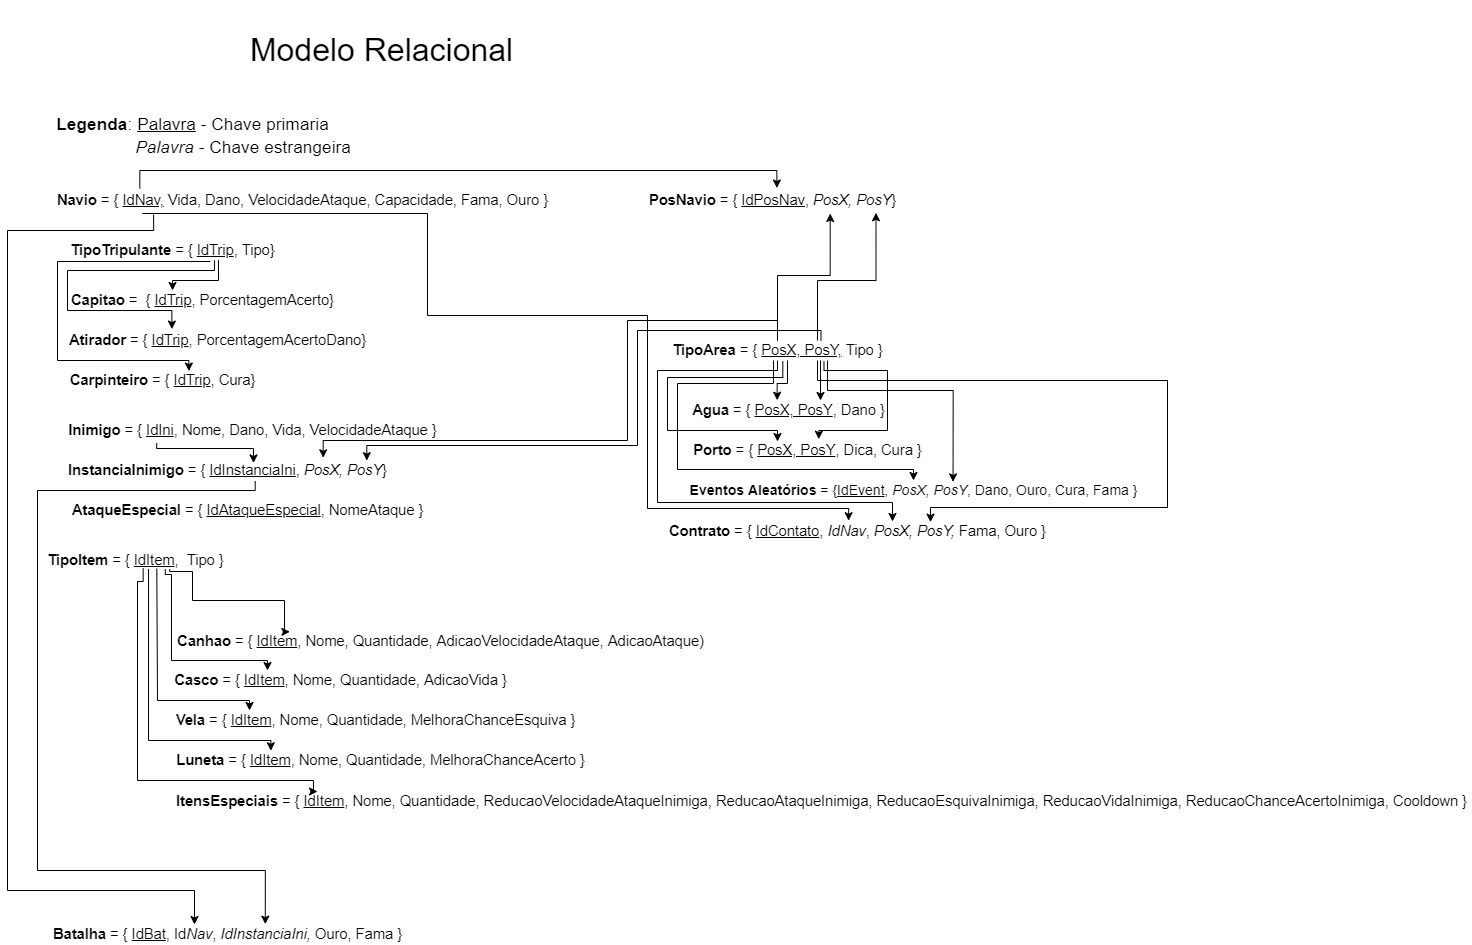 Modelo Relacional
Legenda: Palavra - Chave primaria
Palavra - Chave estrangeira
Navio = { IdNav, Vida, Dano, VelocidadeAtaque, Capacidade, Fama, Ouro }
PosNavio = { IdPosNav, PosX, PosY}
TipoTripulante = { IdTrip, Tipo}
Capitao = { IdTrip, PorcentagemAcerto}
Atirador = { IdTrip, PorcentagemAcertoDano}
Carpinteiro = { IdTrip, Cura}
TipoArea = { PosX, PosY, Tipo }
Agua = { PosX, PosY, Dano }
Porto = { PosX, PosY, Dica, Cura }
Eventos Aleatórios = {IdEvent, PosX, PosY, Dano, Ouro, Cura, Fama }
Contrato = { IdContato, IdNav, PosX, PosY, Fama, Ouro }
Inimigo = { IdIni, Nome, Dano, Vida, VelocidadeAtaque }
InstanciaInimigo = { IdInstanciaIni, PosX, PosY}
AtaqueEspecial = { IdAtaqueEspecial, NomeAtaque }
TipoItem = { IdItem, Tipo }
Canhao = { IdItem, Nome, Quantidade, AdicaoVelocidadeAtaque, AdicaoAtaque)
Casco = { IdItem, Nome, Quantidade, AdicaoVida }
Vela = { IdItem, Nome, Quantidade, MelhoraChanceEsquiva }
Luneta = { IdItem, Nome, Quantidade, MelhoraChanceAcerto }
ItensEspeciais = { IdItem, Nome, Quantidade, ReducaoVelocidadeAtaqueInimiga, ReducaoAtaqueInimiga, ReducaoEsquivaInimiga, ReducaoVidaInimiga, ReducaoChanceAcertoInimiga, Cooldown }
Batalha = { IdBat, IdNav, IdInstanciaIni, Ouro, Fama }